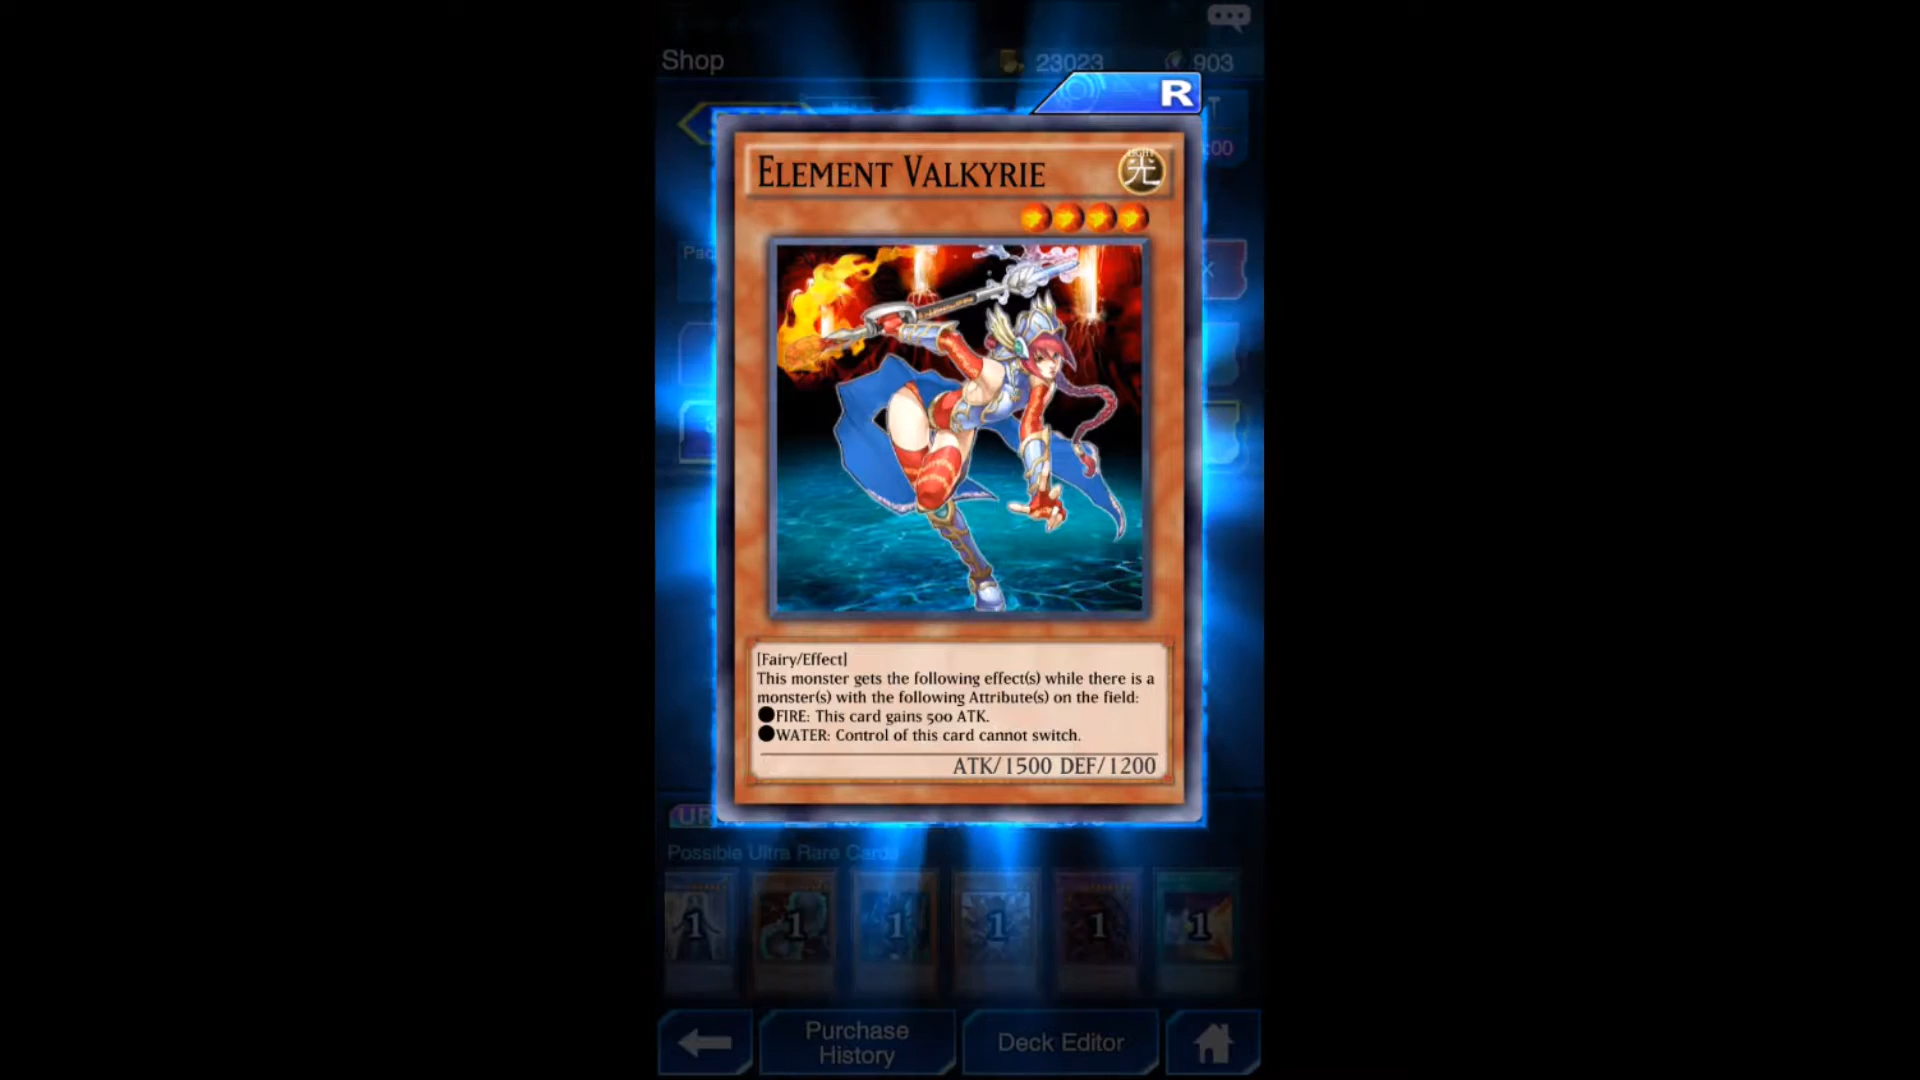 Shop
23023
903
R
ELEMENT VALKYRIE
LIGHT
光
:00
Pac
X
[Fairy/Effect]
This monster gets the following effect(s) while there is a
monster(s) with the following Attribute(s) on the field:
●FIRE: This card gains 500 ATK.
●WATER: Control of this card cannot switch.
ATK/1500 DEF/1200
UR
Possible Ultra Rare Cards
1 1 1 1 1 1
Purchase
History
Deck Editor